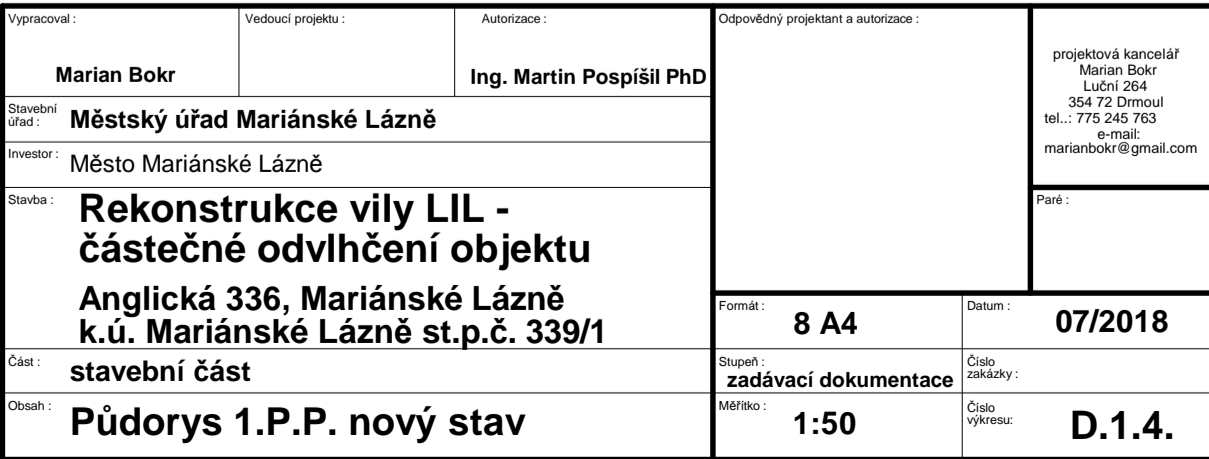 Vypracoval :
Marian Bokr
Vedoucí projektu :
Autorizace :
Ing. Martin Pospíšil PhD
Odpovědný projektant a autorizace :
projektová kancelář
Marian Bokr
Luční 264
354 72 Drmoul
tel..: 775 245 763
e-mail:
marianbokr@gmail.com
Stavební
úřad :
Městský úřad Mariánské Lázně
Investor :
Město Mariánské Lázně
Stavba :
Rekonstrukce vily LIL -
částečné odvlhčení objektu
Anglická 336, Mariánské Lázně
k.ú. Mariánské Lázně st.p.č. 339/1
Paré :
Formát :
8 A4
Datum :
07/2018
Část :
stavební část
Stupeň :
zadávací dokumentace
Číslo
zakázky :
Obsah :
Půdorys 1.P.P. nový stav
Měřítko :
1:50
Číslo
výkresu:
D.1.4.